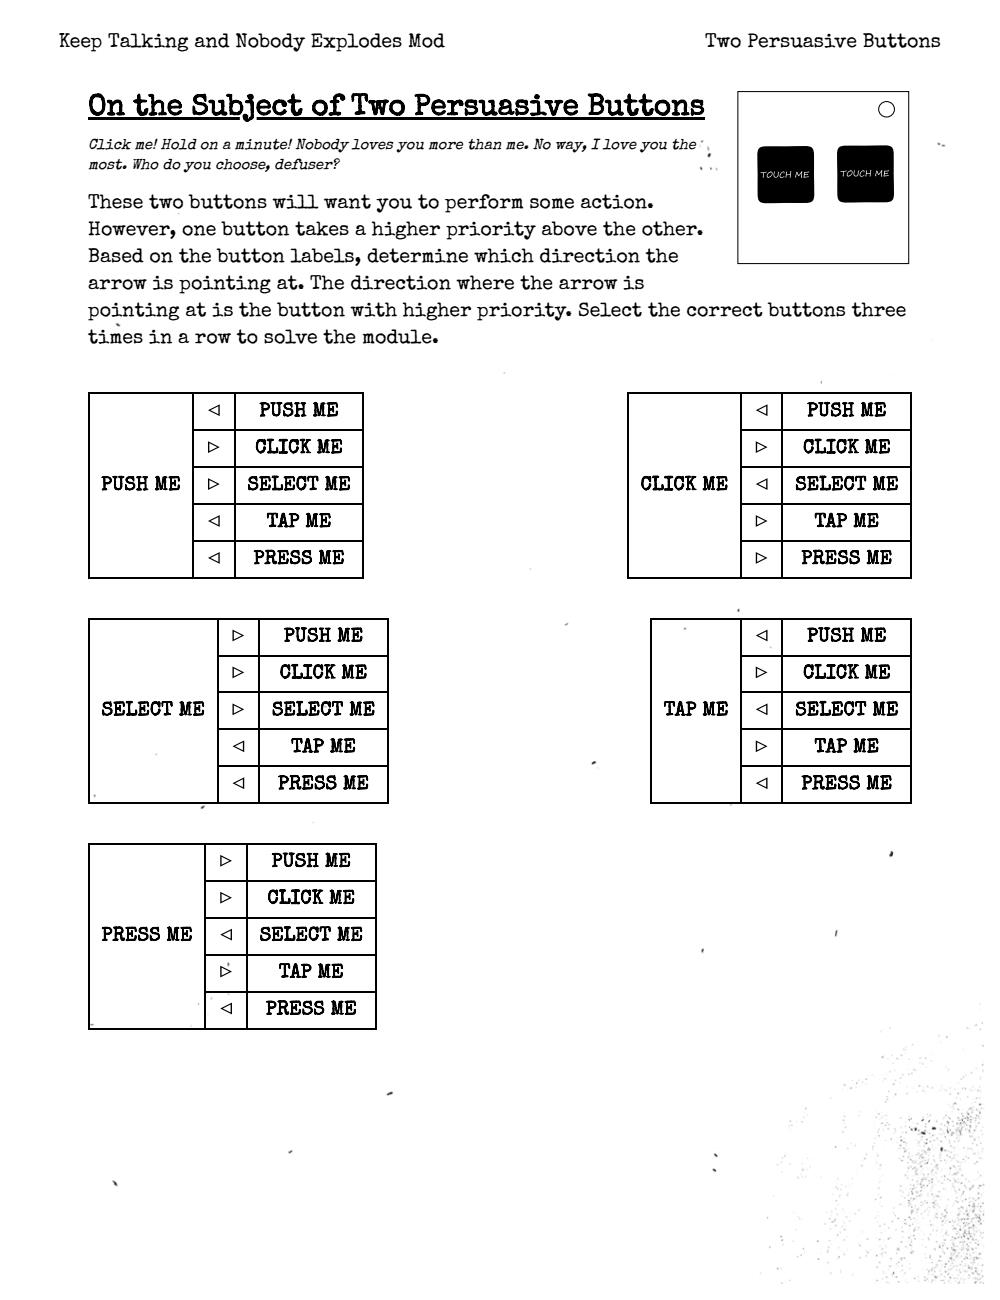 Keep Talking and Nobody Explodes Mod
Two Persuasive Buttons
On the Subject of Two Persuasive Buttons
Click me! Hold on a minute! Nobody loves you more than me. No way, I love you the
most. Who do you choose, defuser?
TOUCH ME TOUCH ME
These two buttons will want you to perform some action.
However, one button takes a higher priority above the other.
Based on the button labels, determine which direction the
arrow is pointing at. The direction where the arrow is
pointing at is the button with higher priority. Select the correct buttons three
times in a row to solve the module.
PUSH ME
◁ PUSH ME
▷ CLICK ME
▷ SELECT ME
◁ TAP ME
◁ PRESS ME
CLICK ME
◁ PUSH ME
▷ CLICK ME
◁ SELECT ME
▷ TAP ME
▷ PRESS ME
SELECT ME
▷ PUSH ME
▷ CLICK ME
▷ SELECT ME
◁ TAP ME
◁ PRESS ME
TAP ME
◁ PUSH ME
▷ CLICK ME
◁ SELECT ME
▷ TAP ME
◁ PRESS ME
PRESS ME
▷ PUSH ME
▷ CLICK ME
◁ SELECT ME
▷ TAP ME
◁ PRESS ME